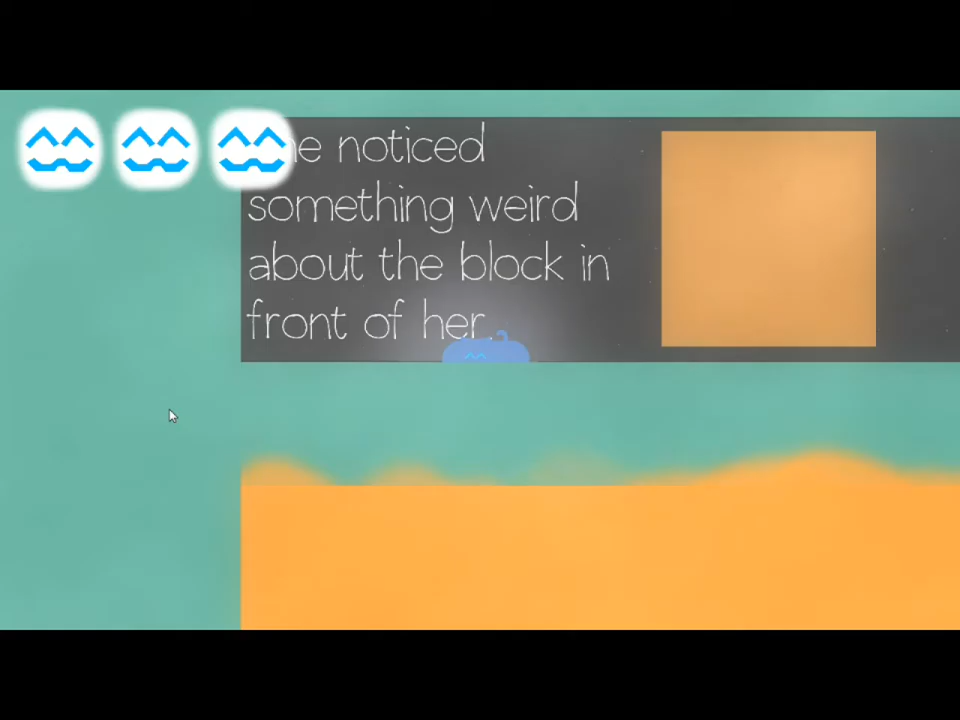 noticed
something weird
about the block in
front of her.